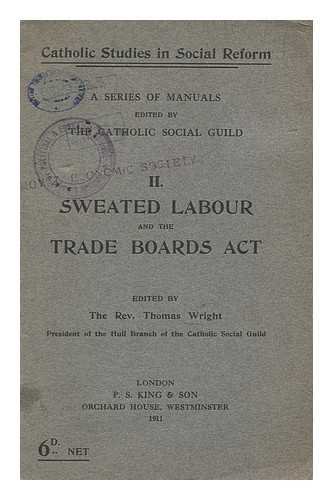 Catholic Studies in Social Reform
A SERIES OF MANUALS
EDITED BY
THE CATHOLIC SOCIAL GUILD
II.
SWEATED LABOUR
AND THE
TRADE BOARDS ACT
EDITED BY
The Rev. Thomas Wright
President of the Hull Branch of the Catholic Social Guild
LONDON
P. S. KING & SON
ORCHARD HOUSE, WESTMINSTER
1911
6D. NET